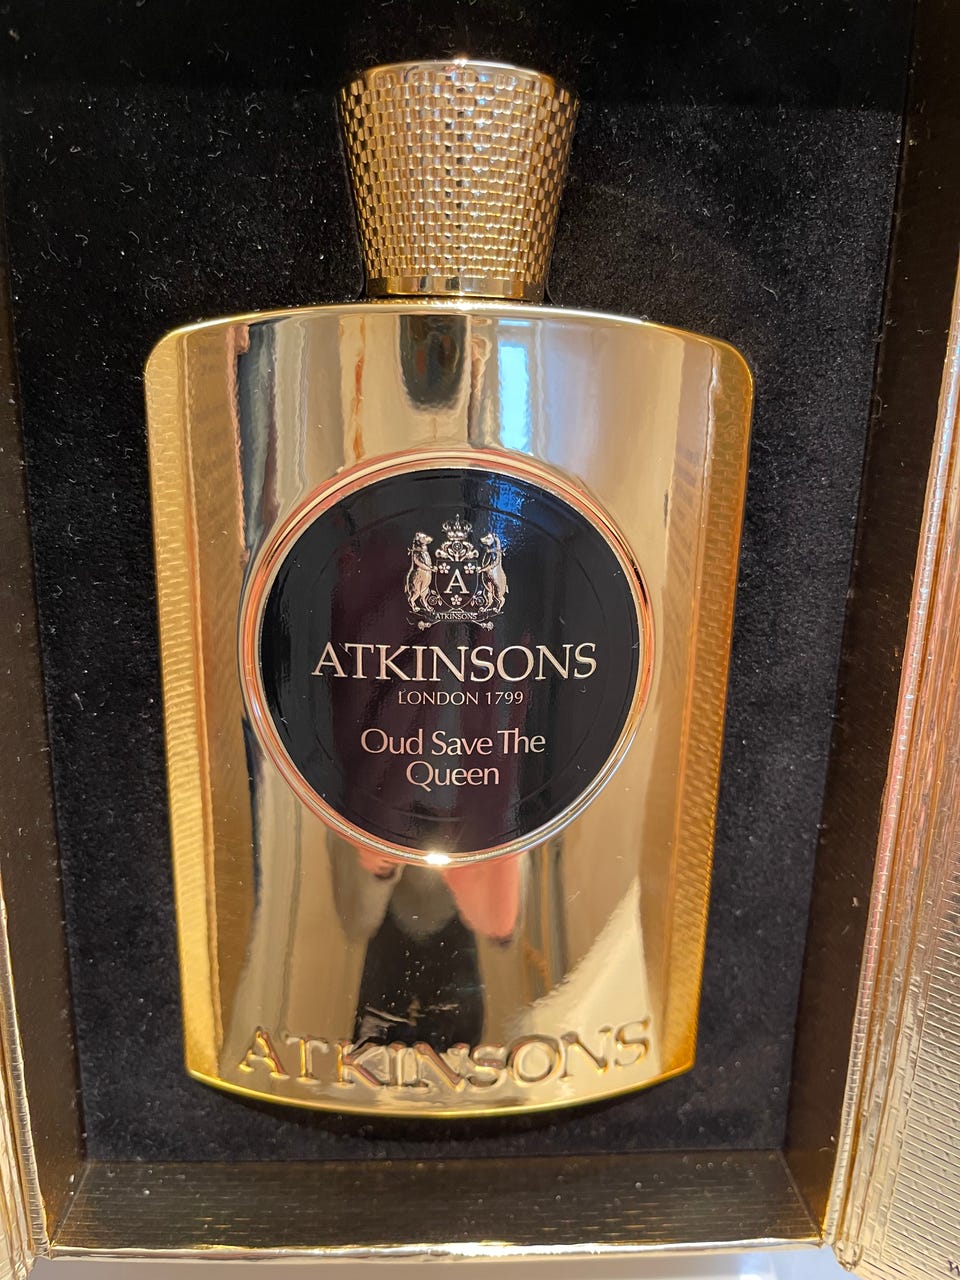 A
ATKINSONS
ATKINSONS
LONDON 1799
Oud Save The
Queen
ATKINSONS